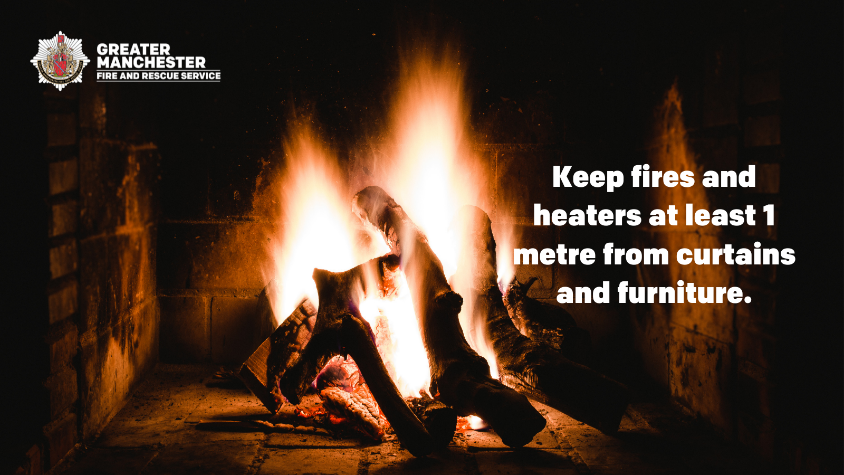 GREATER
MANCHESTER
FIRE AND RESCUE SERVICE
Keep fires and
heaters at least 1
metre from curtains
and furniture.